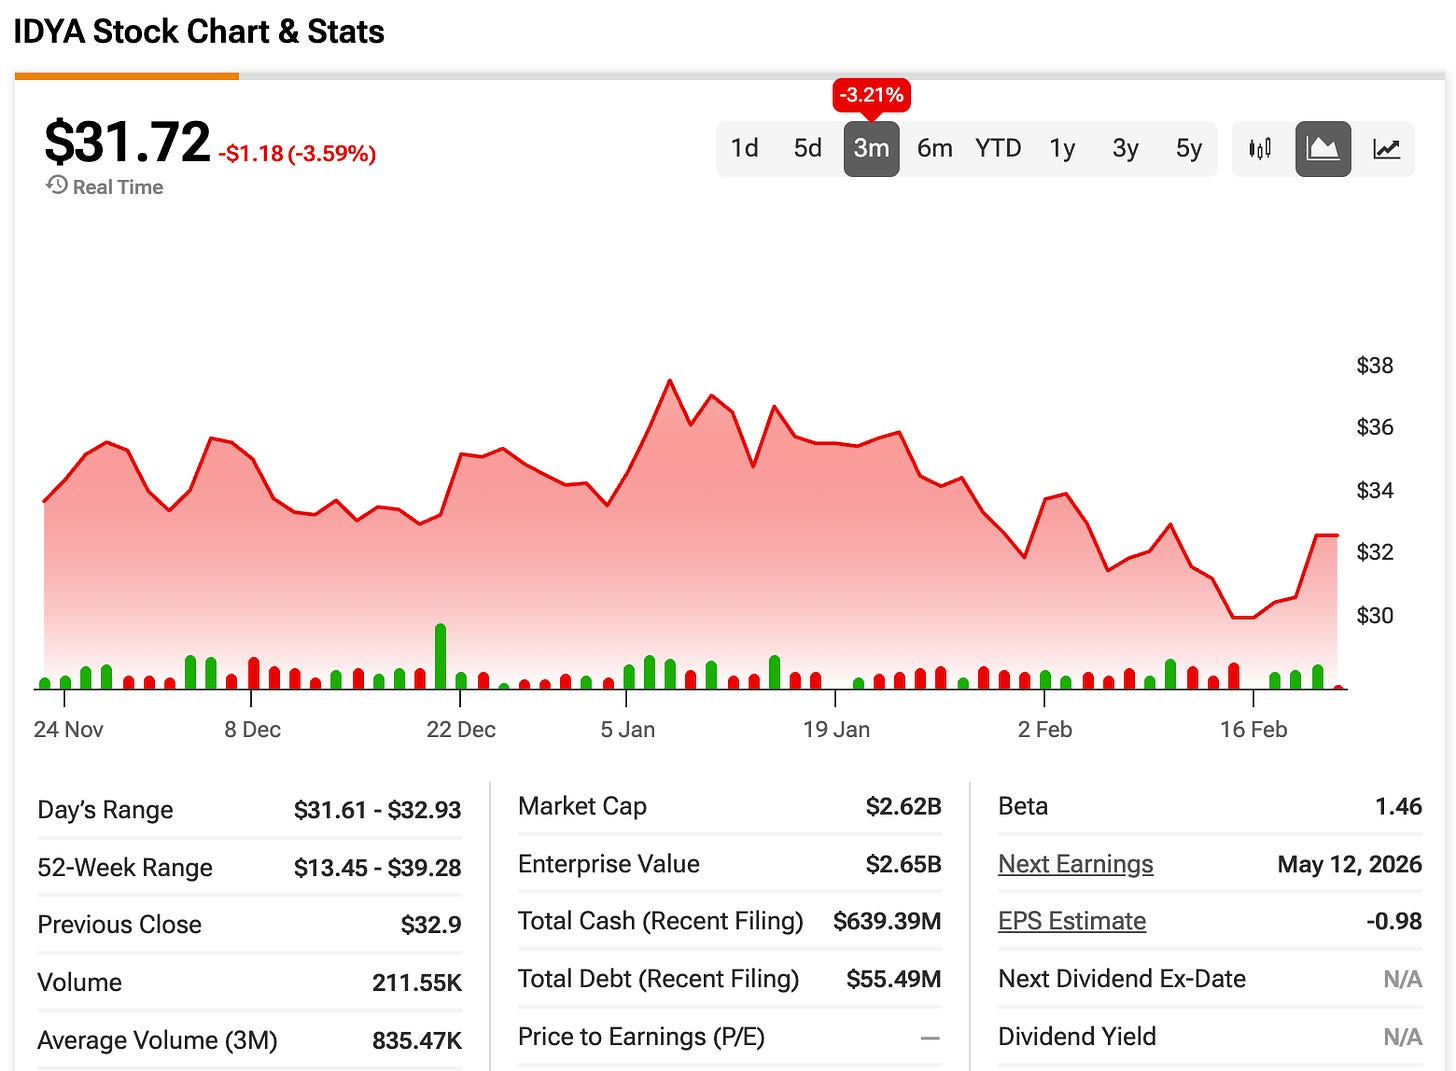 IDYA Stock Chart & Stats
-3.21%
$31.72 -$1.18 (-3.59%)
1d 5d 3m 6m YTD 1y 3y 5y
Real Time
$38
$36
$34
$32
$30
24 Nov 8 Dec 22 Dec 5 Jan 19 Jan 2 Feb 16 Feb
Day's Range $31.61 - $32.93
52-Week Range $13.45 - $39.28
Previous Close $32.9
Volume 211.55K
Average Volume (3M) 835.47K
Market Cap $2.62B
Enterprise Value $2.65B
Total Cash (Recent Filing) $639.39M
Total Debt (Recent Filing) $55.49M
Price to Earnings (P/E) —
Beta 1.46
Next Earnings May 12, 2026
EPS Estimate -0.98
Next Dividend Ex-Date N/A
Dividend Yield N/A